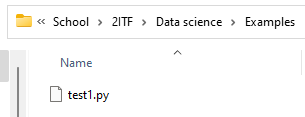 « School > 2ITF > Data science > Examples
Name
test1.py